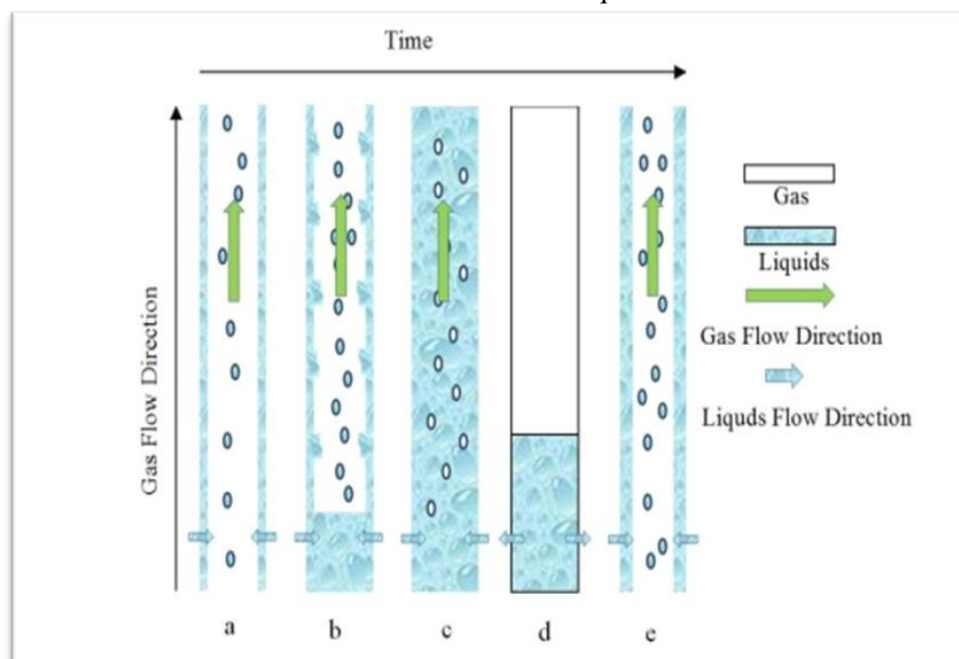 Time
Gas Flow Direction
Gas
Liquids
Gas Flow Direction
Liquds Flow Direction
a
b
c
d
e